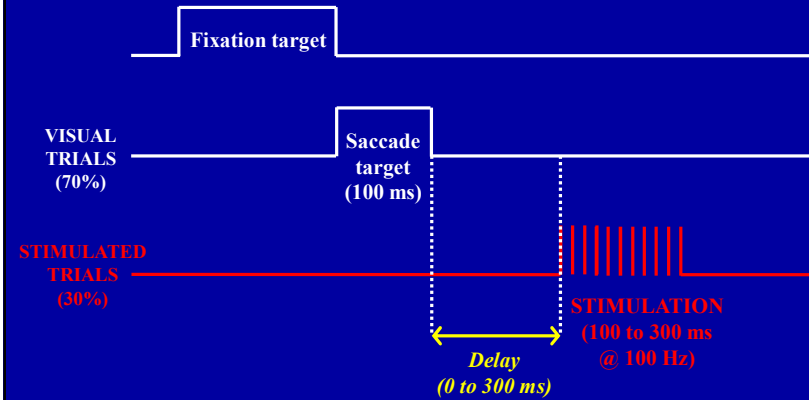 Fixation target
VISUAL
TRIALS
(70%)
Saccade
target
(100 ms)
STIMULATED
TRIALS
(30%)
STIMULATION
(100 to 300 ms
@ 100 Hz)
Delay
(0 to 300 ms)